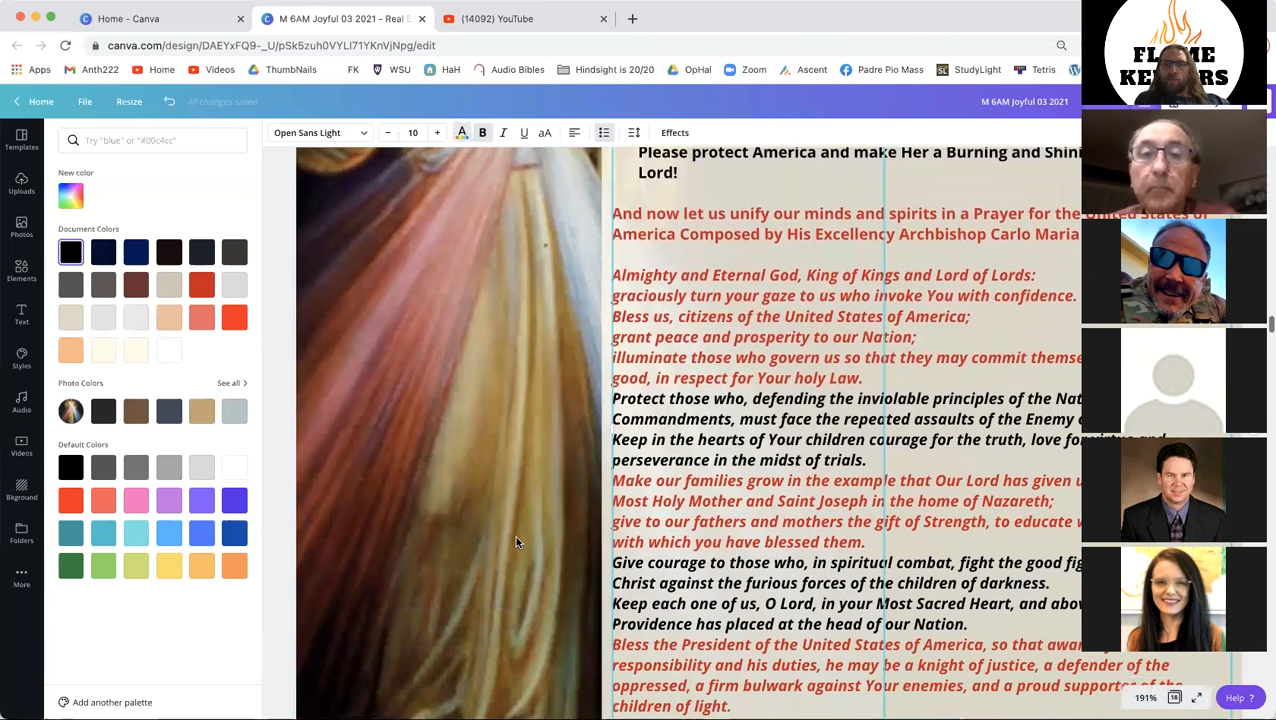 Home - Canva
M 6AM Joyful 03 2021 - Real E
(14092) YouTube
canva.com/design/DAEYxFQ9-_U/pSk5zuh0VYLI71YKnVjNpg/edit
Apps
Anth222
Home
Videos
ThumbNails
FK
WSU
HaH
Audio Bibles
Hindsight is 20/20
OpHal
Zoom
Ascent
Padre Pio Mass
StudyLight
Tetris
FLAME
KEEPERS
Home
File
Resize
All changes saved
M 6AM Joyful 03 2021
Templates
Uploads
Photos
Elements
Text
Styles
Audio
Videos
Bkground
Folders
More
Try "blue" or "#00c4cc"
New color
Document Colors
Photo Colors
See all
Default Colors
Add another palette
Open Sans Light
10
A
B
I
U
aA
Effects
Please protect America and make Her a Burning and Shini
Lord!
And now let us unify our minds and spirits in a Prayer for the United States of
America Composed by His Excellency Archbishop Carlo Maria
Almighty and Eternal God, King of Kings and Lord of Lords:
graciously turn your gaze to us who invoke You with confidence.
Bless us, citizens of the United States of America;
grant peace and prosperity to our Nation;
illuminate those who govern us so that they may commit themse
good, in respect for Your holy Law.
Protect those who, defending the inviolable principles of the Nat
Commandments, must face the repeated assaults of the Enemy
Keep in the hearts of Your children courage for the truth, love for virtue and
perseverance in the midst of trials.
Make our families grow in the example that Our Lord has given u
Most Holy Mother and Saint Joseph in the home of Nazareth;
give to our fathers and mothers the gift of Strength, to educate
with which you have blessed them.
Give courage to those who, in spiritual combat, fight the good fig
Christ against the furious forces of the children of darkness.
Keep each one of us, O Lord, in your Most Sacred Heart, and abov
Providence has placed at the head of our Nation.
Bless the President of the United States of America, so that awar
responsibility and his duties, he may be a knight of justice, a defender of the
oppressed, a firm bulwark against Your enemies, and a proud supporter of the
children of light.
191%
18
Help ?